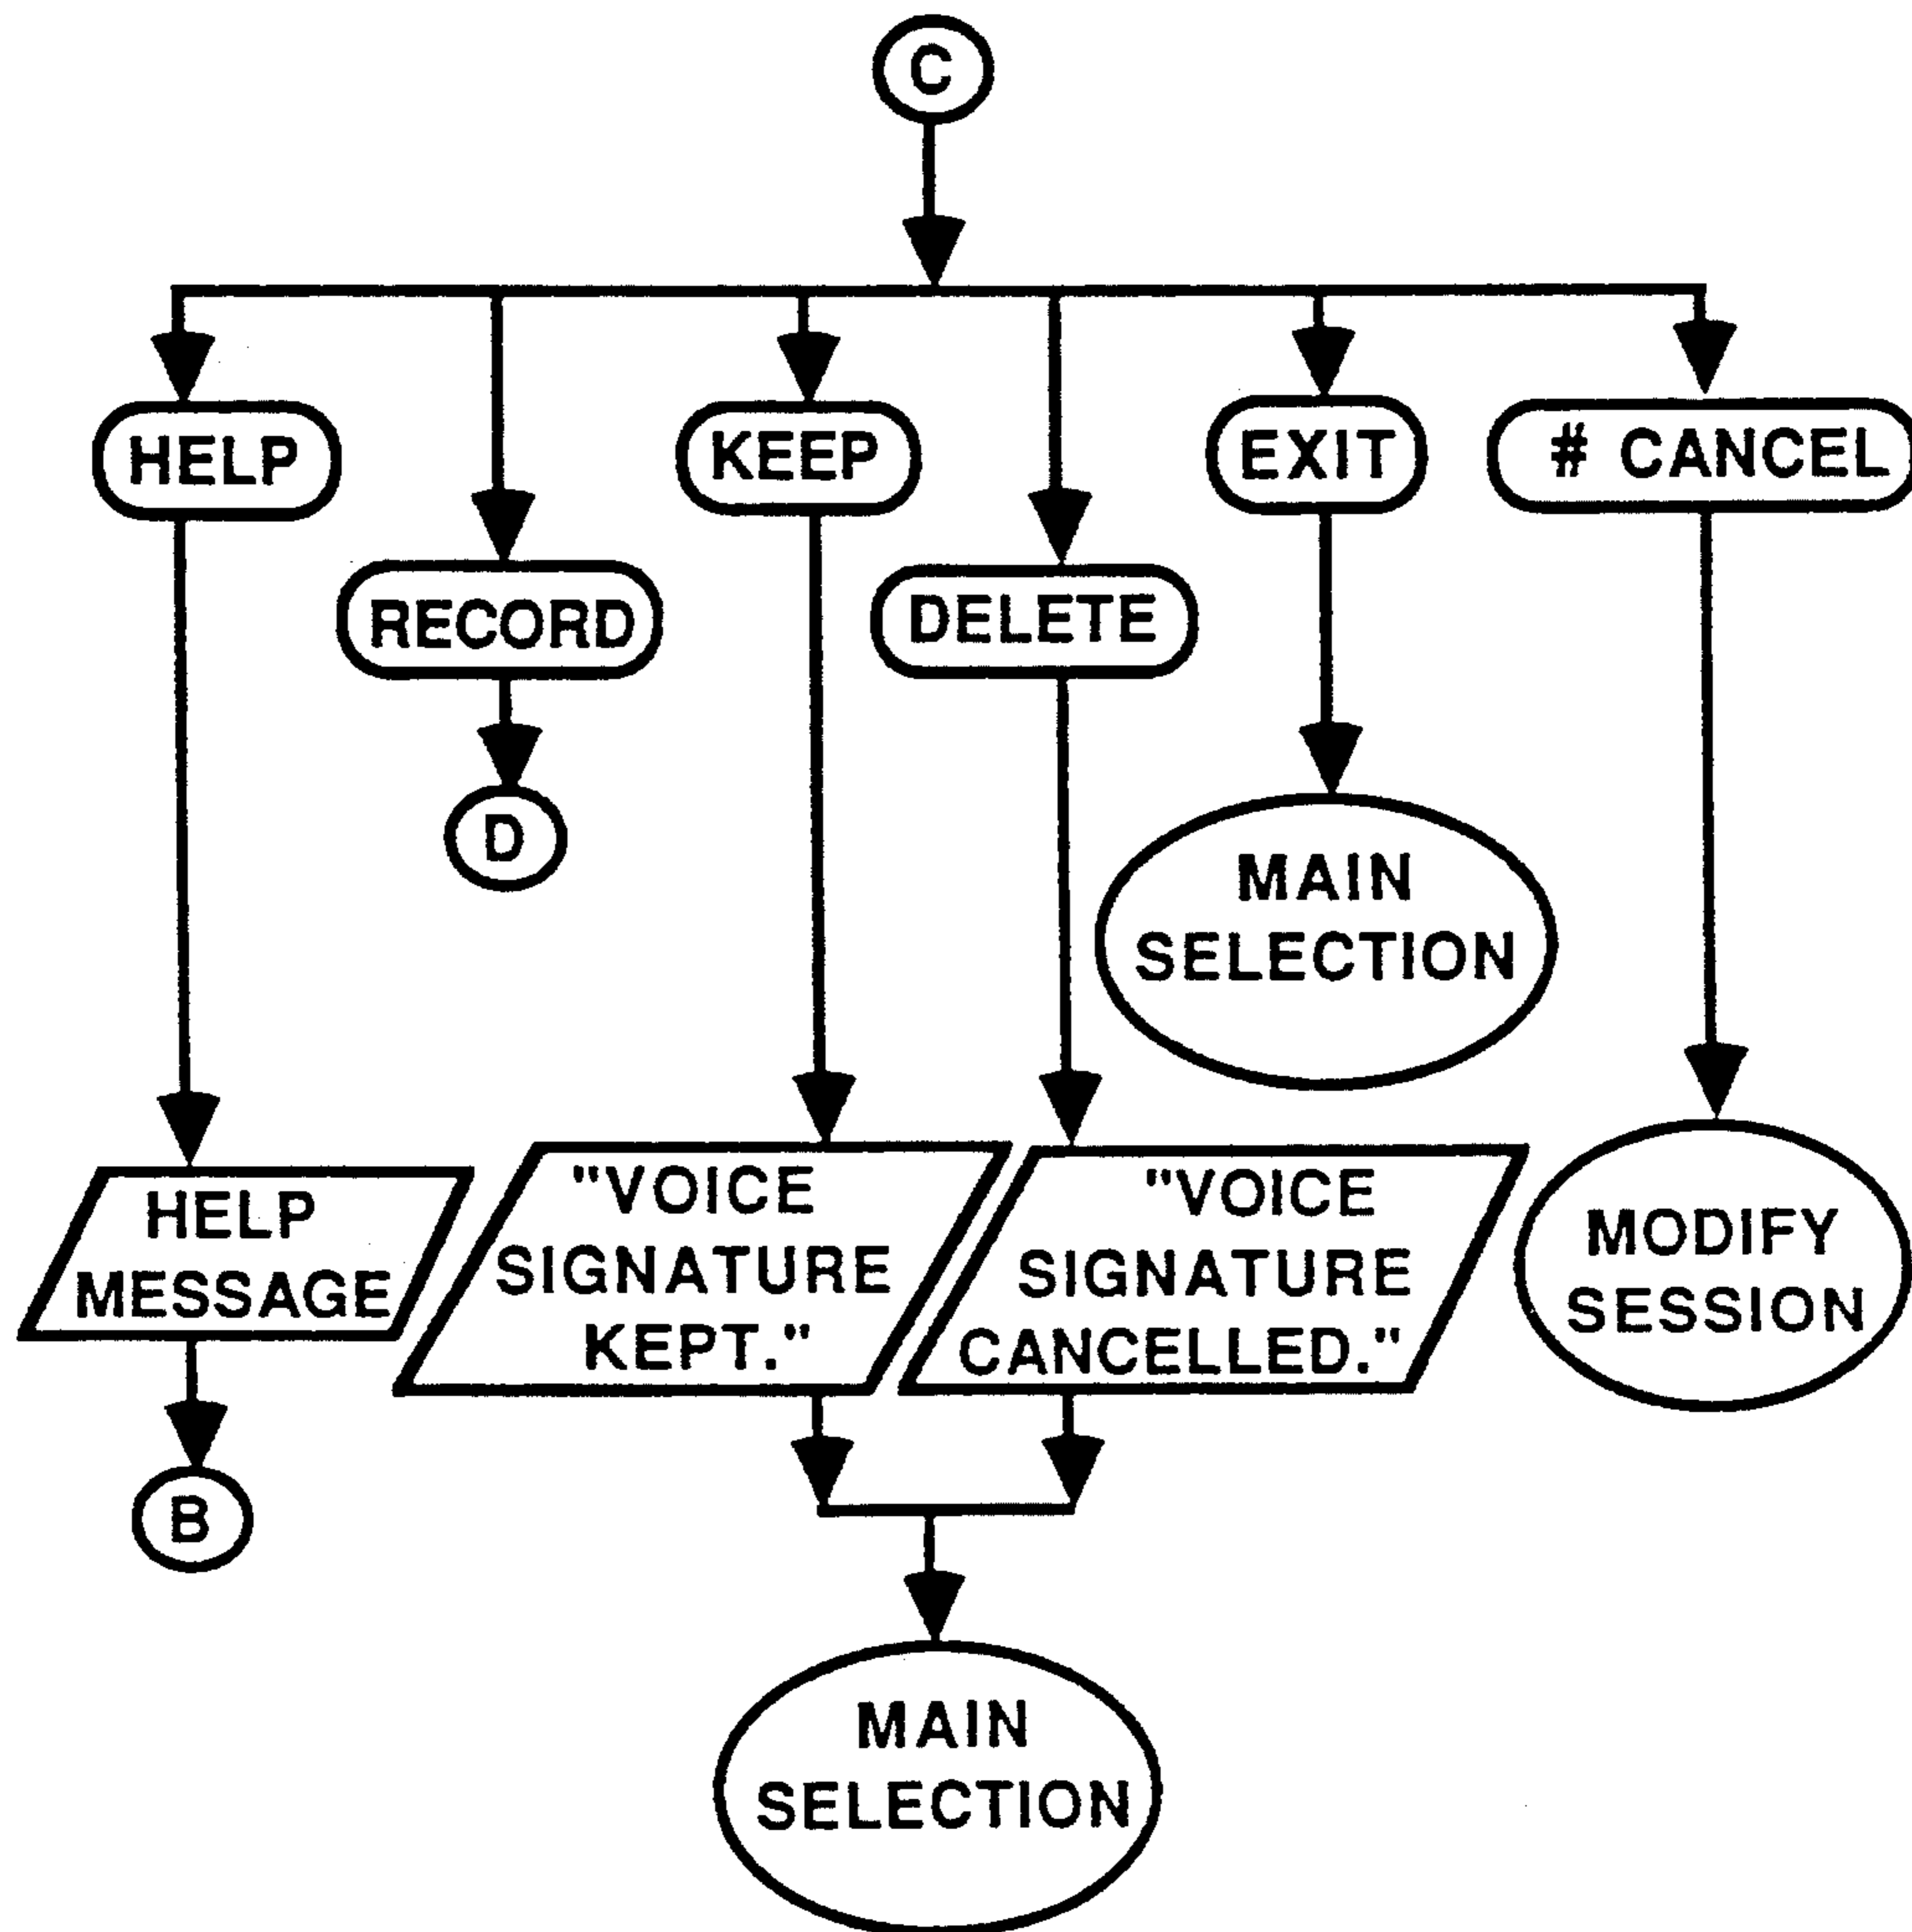 C
HELP
KEEP
EXIT
# CANCEL
RECORD
DELETE
D
MAIN
SELECTION
HELP
MESSAGE
"VOICE
SIGNATURE
KEPT."
"VOICE
SIGNATURE
CANCELLED."
MODIFY
SESSION
B
MAIN
SELECTION